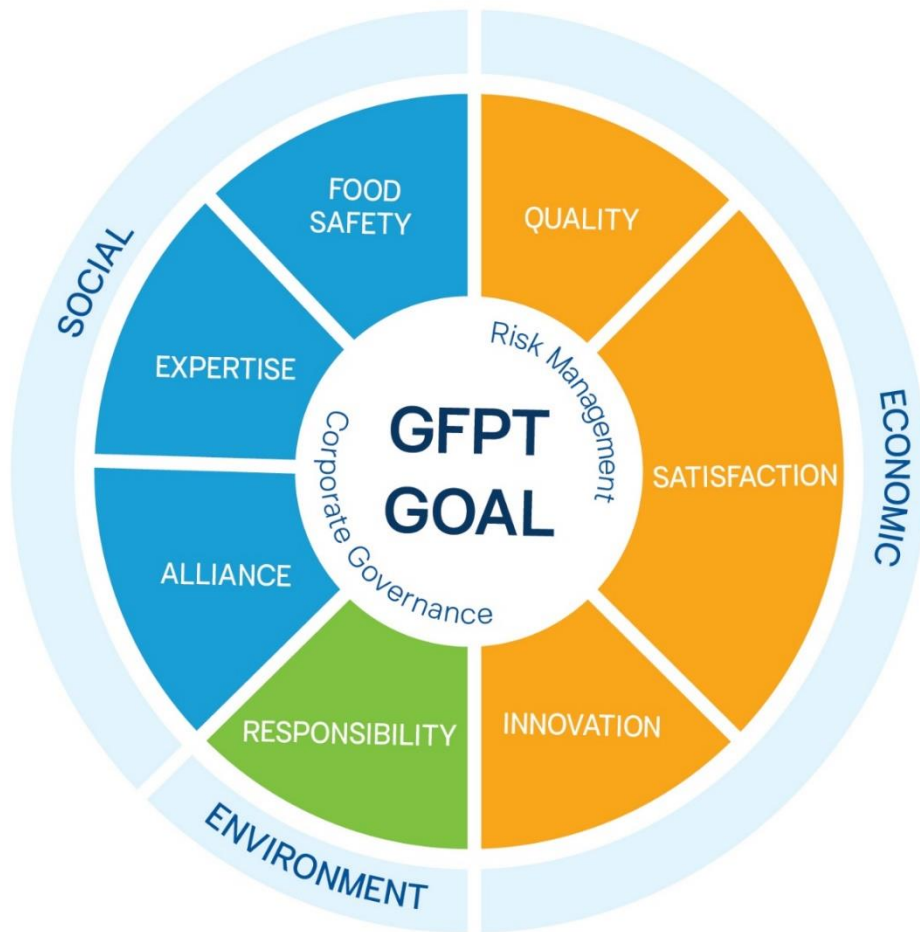 SOCIAL
ECONOMIC
ENVIRONMENT
FOOD
SAFETY
QUALITY
EXPERTISE
SATISFACTION
ALLIANCE
RESPONSIBILITY
INNOVATION
Risk Management
GFPT
GOAL
Corporate Governance